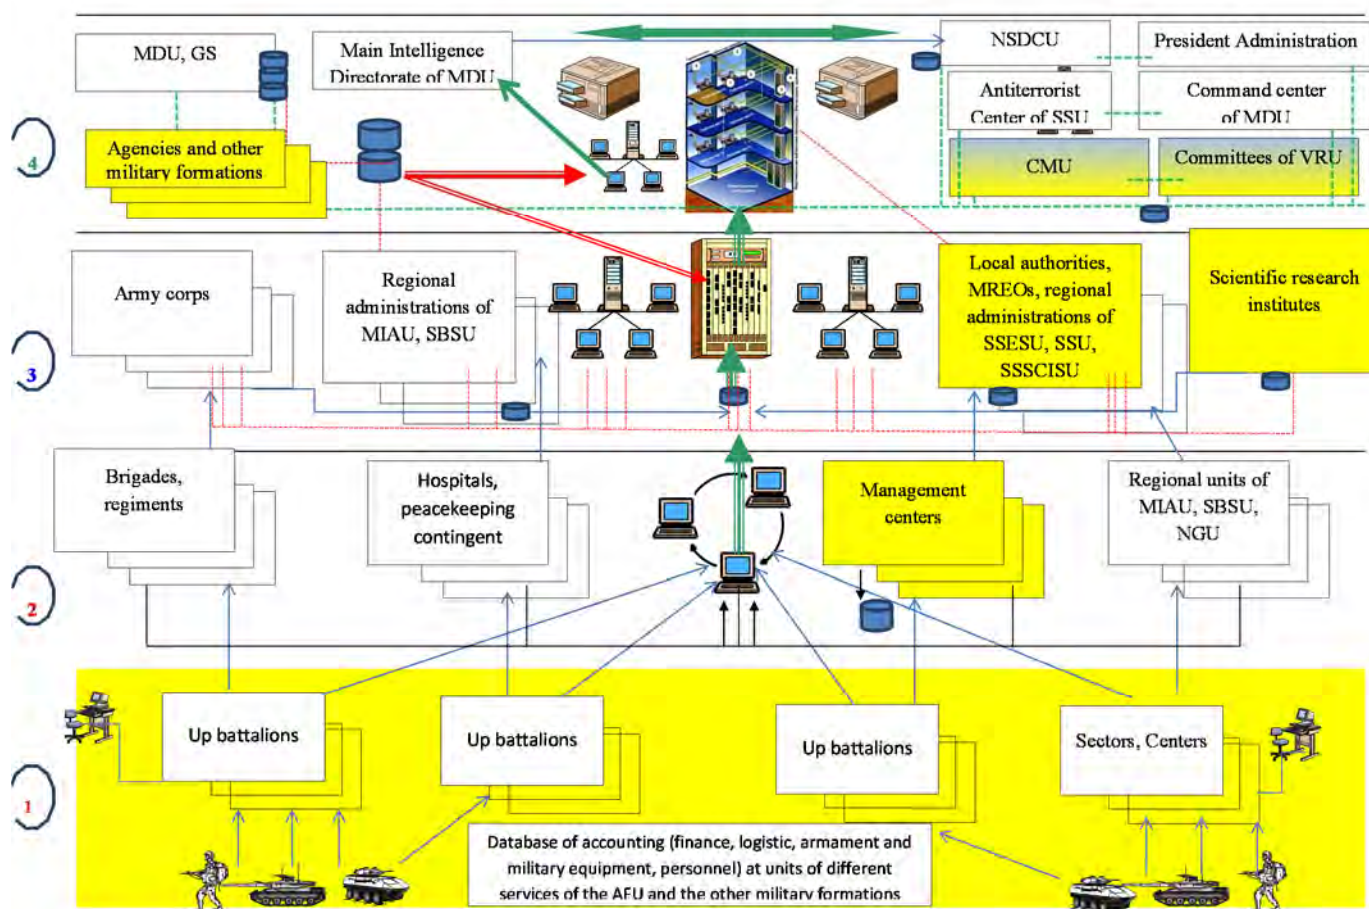 MDU, GS
Main Intelligence
Directorate of MDU
NSDCU
President Administration
Antiterrorist
Center of SSU
Command center
of MDU
Agencies and other
military formations
CMU
Committees of VRU
4
Army corps
Regional
administrations of
MIAU, SBSU
Local authorities,
MREOs, regional
administrations of
SSESU, SSU,
SSSCISU
Scientific research
institutes
3
Brigades,
regiments
Hospitals,
peacekeeping
contingent
Management
centers
Regional units of
MIAU, SBSU,
NGU
2
Up battalions
Up battalions
Up battalions
Sectors, Centers
1
Database of accounting (finance, logistic, armament and
military equipment, personnel) at units of different
services of the AFU and the other military formations